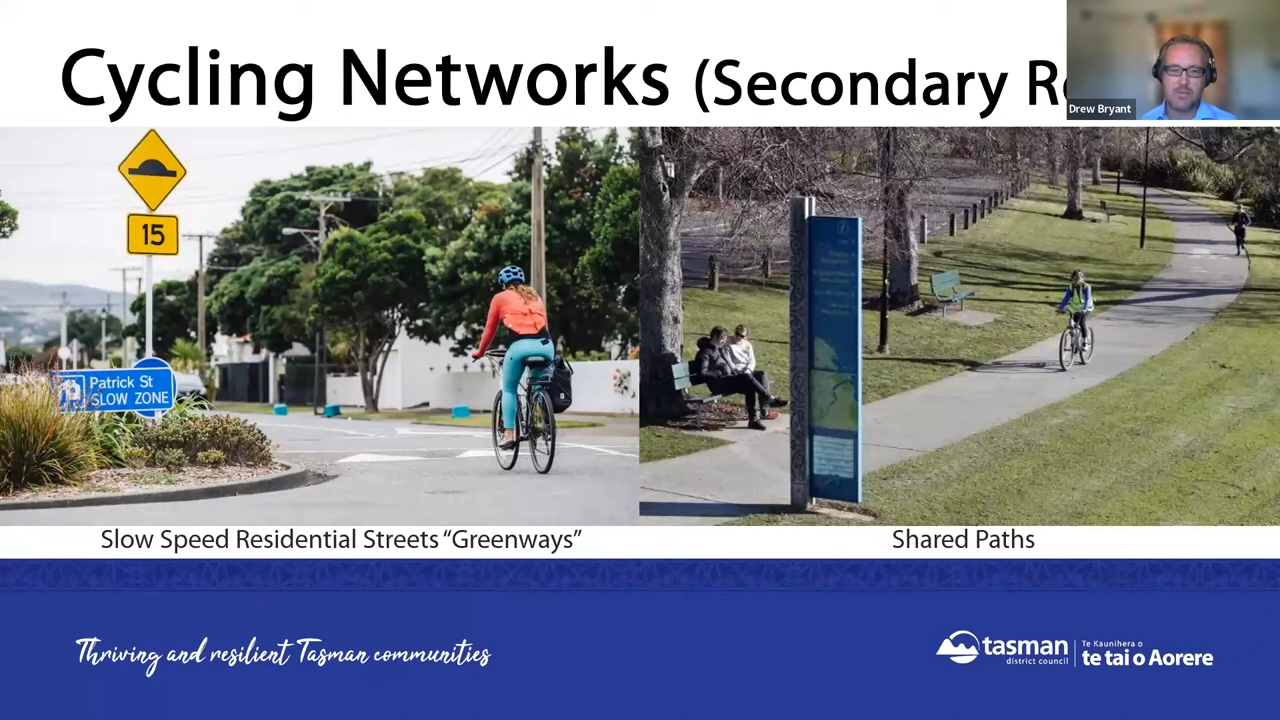 Cycling Networks (Secondary R
Drew Bryant
15
Patrick St
SLOW ZONE
Slow Speed Residential Streets “Greenways”
Shared Paths
Thriving and resilient Tasman communities
tasman
district council
Te Kaunihera o
te tai o Aorere